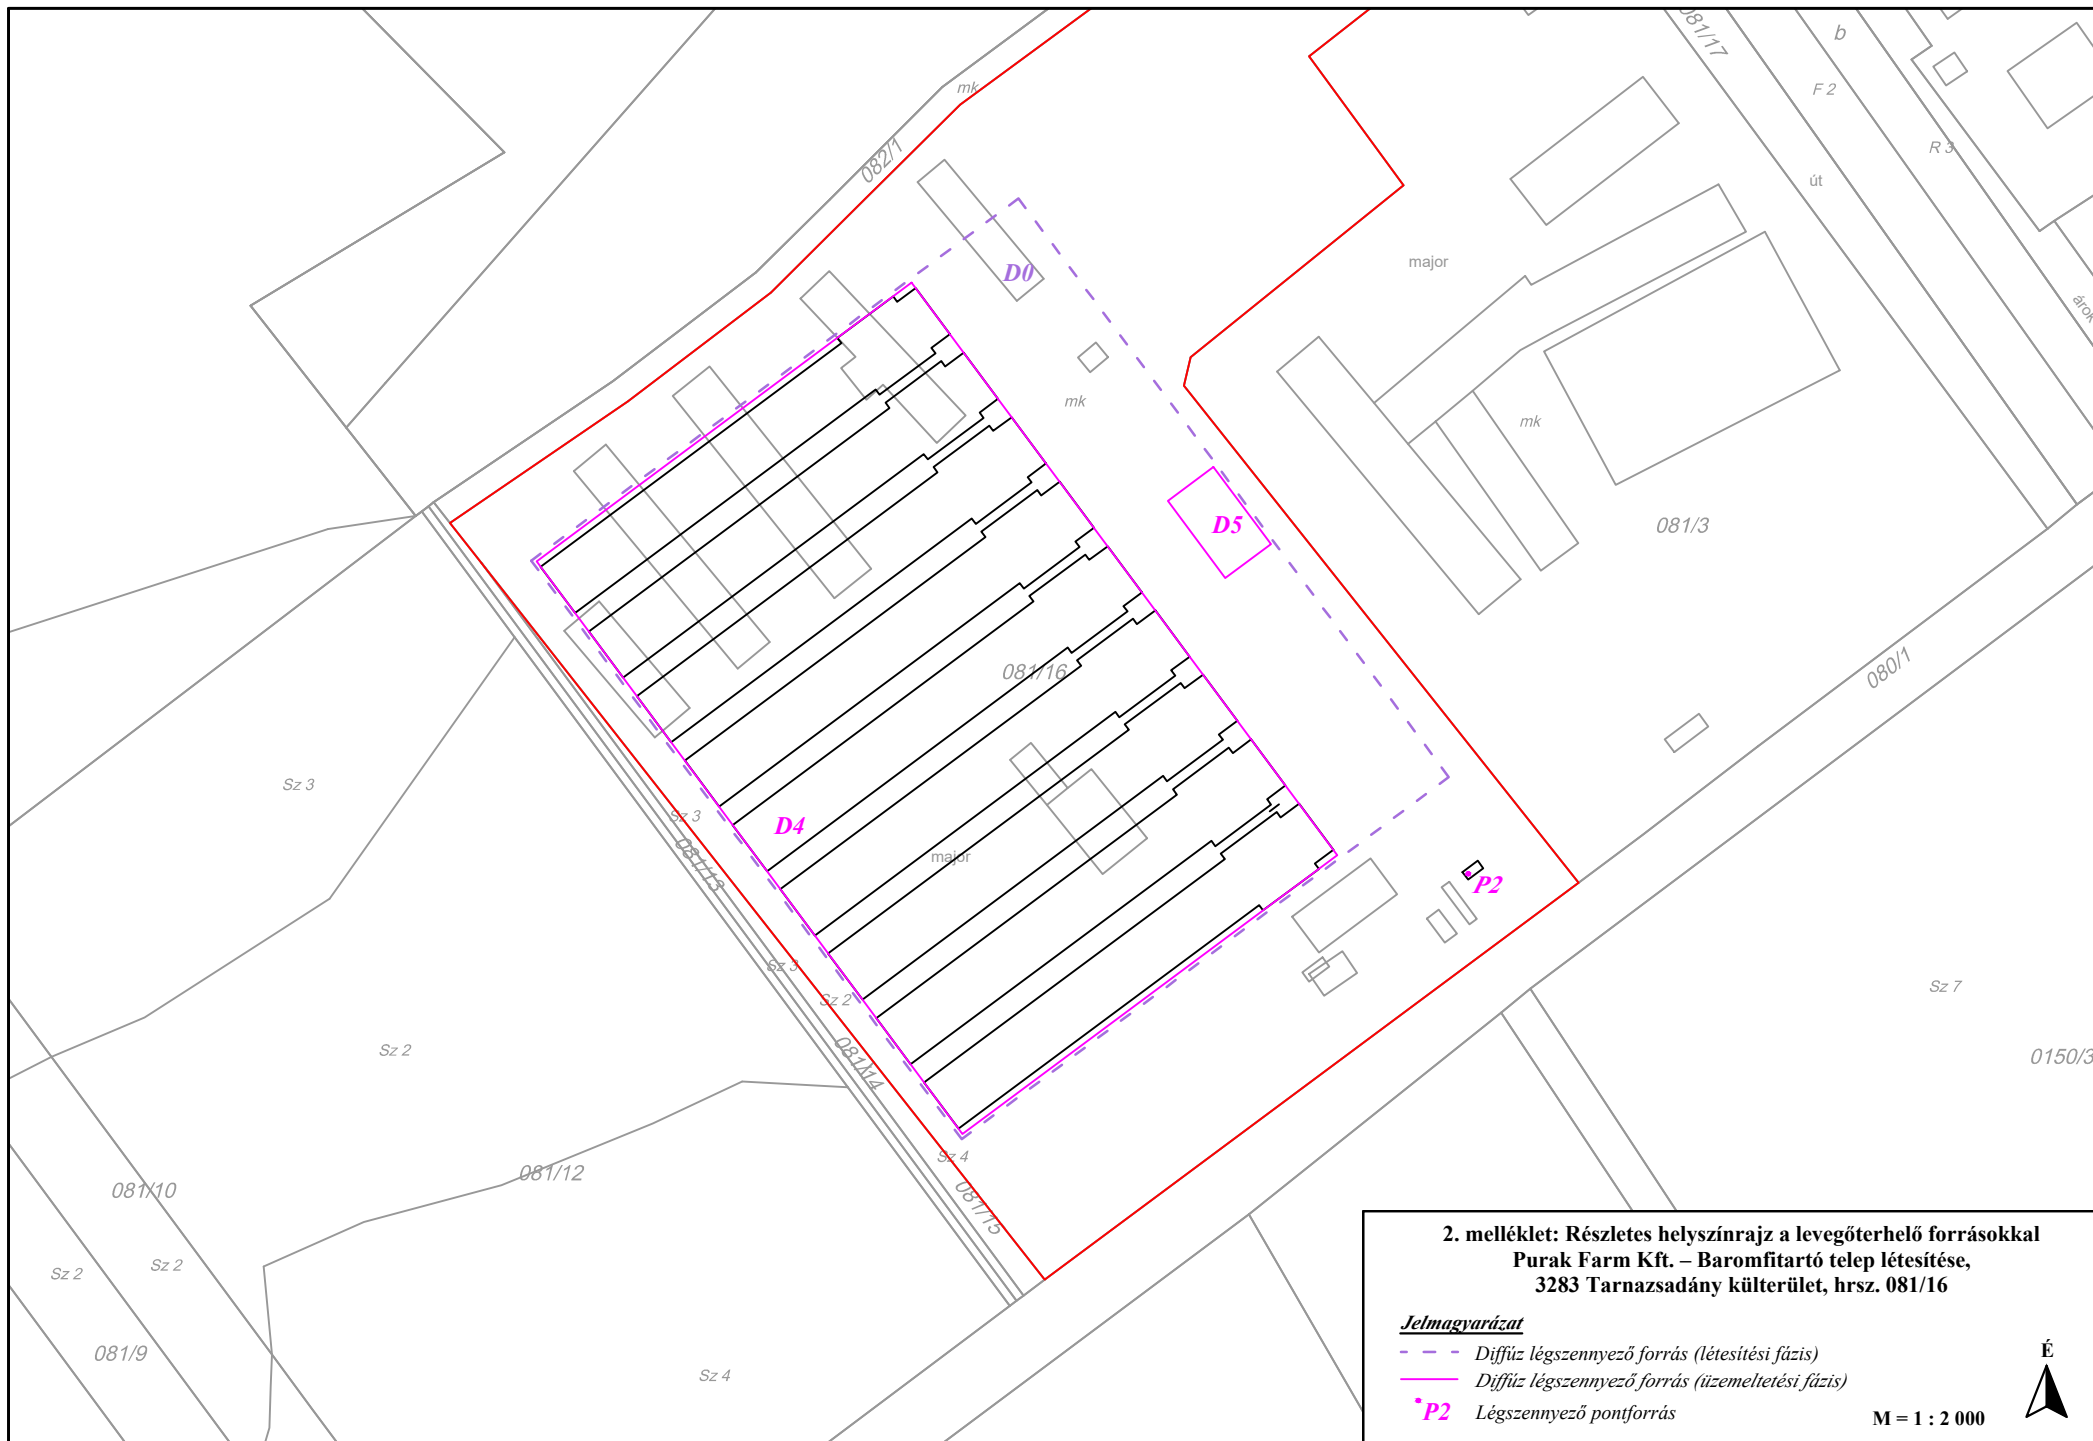 081/17
b
mk
F 2
082/1
R 3
út
major
D0
árok
mk
mk
D5
081/3
081/16
080/1
Sz 3
Sz 3
D4
081/13
major
P2
Sz 3
Sz 7
Sz 2
Sz 2
081/14
0150/3
Sz 4
081/12
081/10
081/15
Sz 2
Sz 2
081/9
Sz 4
2. melléklet: Részletes helyszínrajz a levegőterhelő forrásokkal
Purak Farm Kft. – Baromfitartó telep létesítése,
3283 Tarnazsadány külterület, hrsz. 081/16
Jelmagyarázat
Diffúz légszennyező forrás (létesítési fázis)
Diffúz légszennyező forrás (üzemeltetési fázis)
P2 Légszennyező pontforrás
É
M = 1 : 2 000